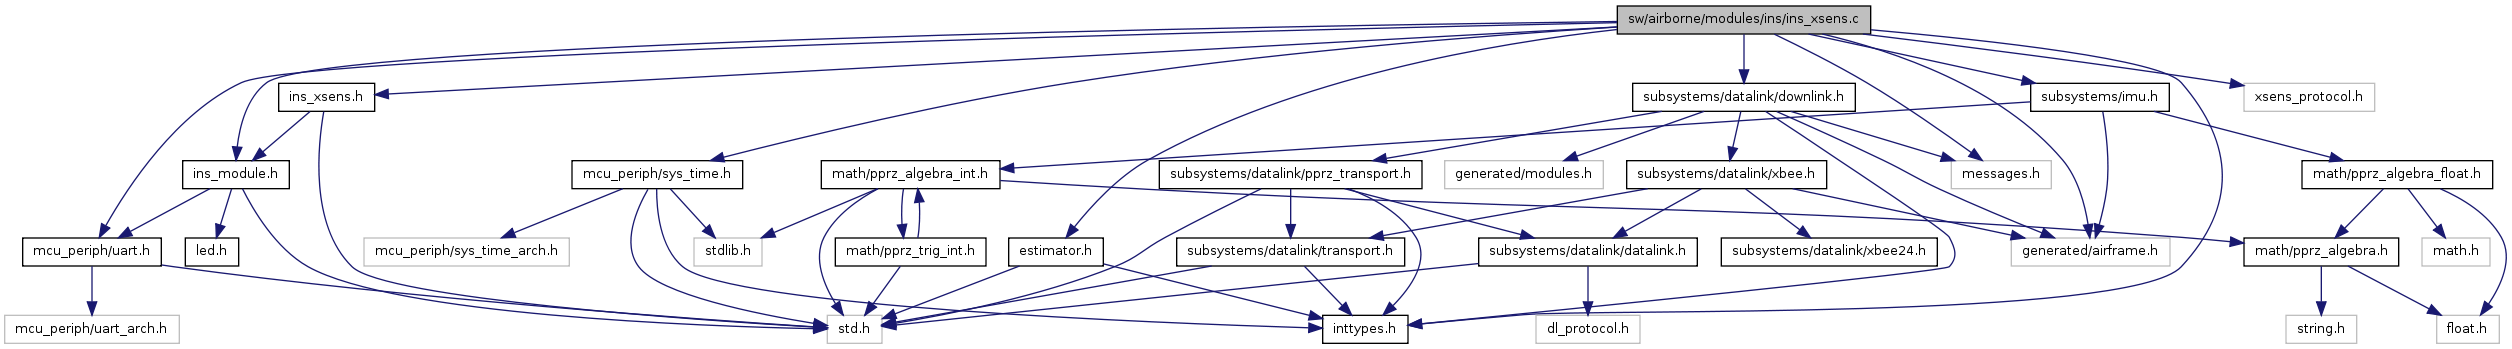 sw/airborne/modules/ins/ins_xsens.c
ins_xsens.h
subsystems/datalink/downlink.h
subsystems/imu.h
xsens_protocol.h
ins_module.h
mcu_periph/sys_time.h
math/pprz_algebra_int.h
subsystems/datalink/pprz_transport.h
generated/modules.h
subsystems/datalink/xbee.h
messages.h
math/pprz_algebra_float.h
mcu_periph/uart.h
led.h
mcu_periph/sys_time_arch.h
stdlib.h
math/pprz_trig_int.h
estimator.h
subsystems/datalink/transport.h
subsystems/datalink/datalink.h
subsystems/datalink/xbee24.h
generated/airframe.h
math/pprz_algebra.h
math.h
mcu_periph/uart_arch.h
std.h
inttypes.h
dl_protocol.h
string.h
float.h